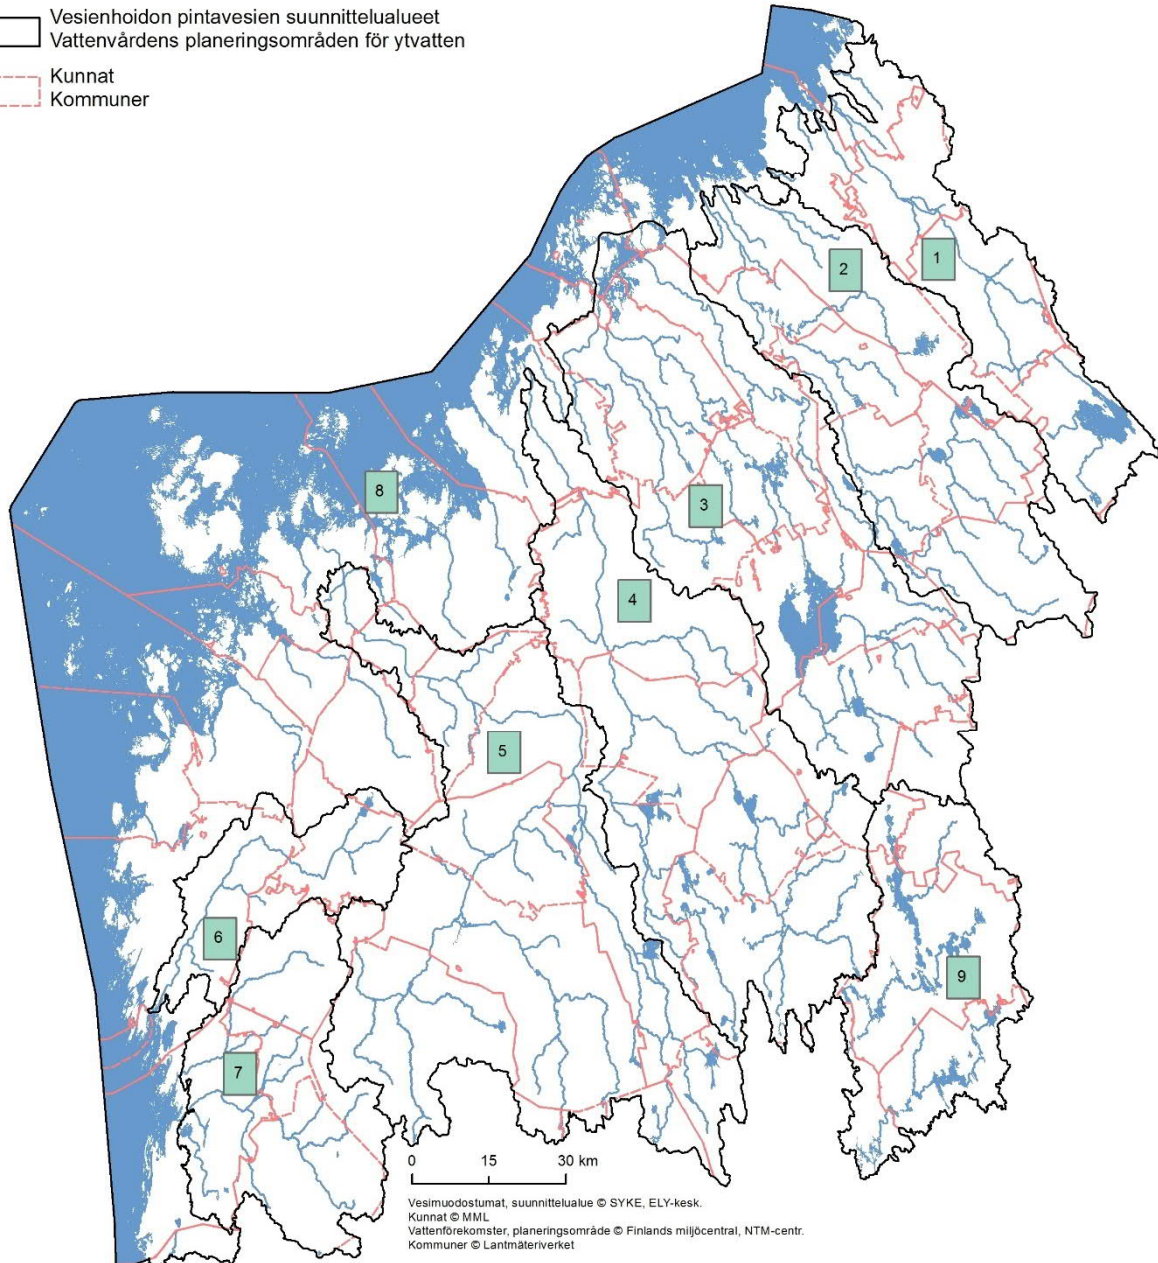 Vesienhoidon pintavesien suunnittelualueet
Vattenvårdens planeringsområden för ytvatten
Kunnat
Kommuner
1
2
8
3
4
5
6
9
7
0 15 30 km
Vesimuodostumat, suunnittelualue © SYKE, ELY-kesk.
Kunnat © MML
Vattenförekomster, planeringsområde © Finlands miljöcentral, NTM-centr.
Kommuner © Lantmäteriverket